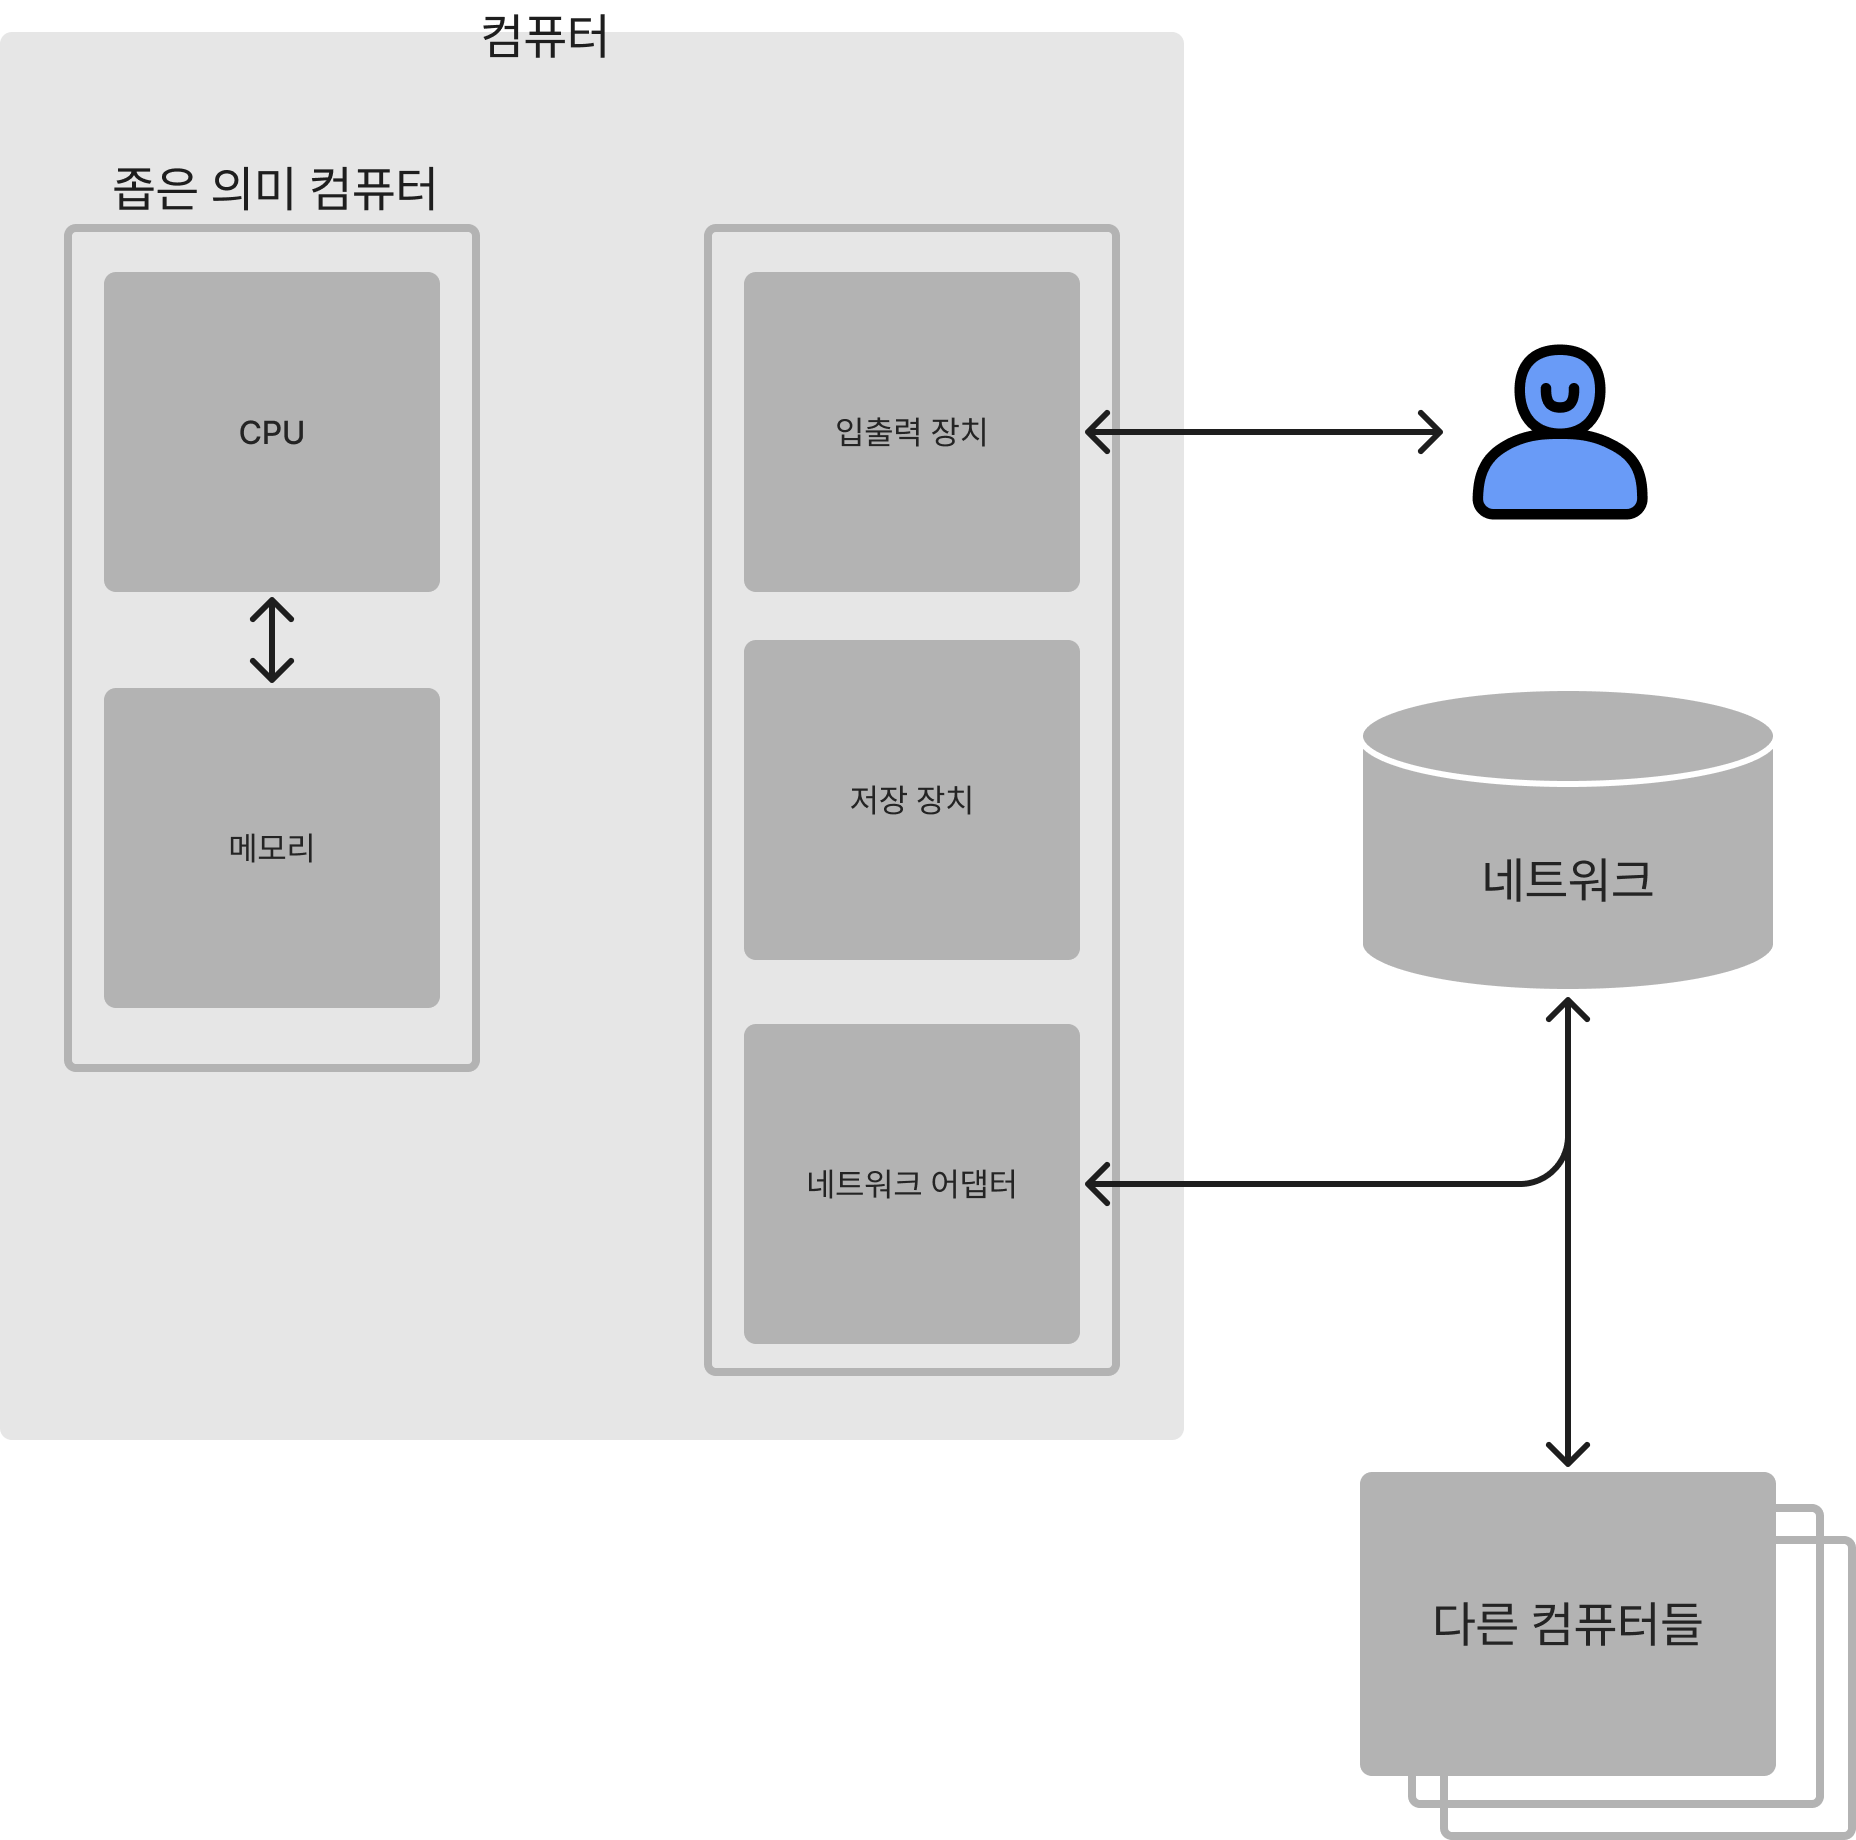 컴퓨터
좁은 의미 컴퓨터
CPU
메모리
입출력 장치
저장 장치
네트워크 어댑터
네트워크
다른 컴퓨터들